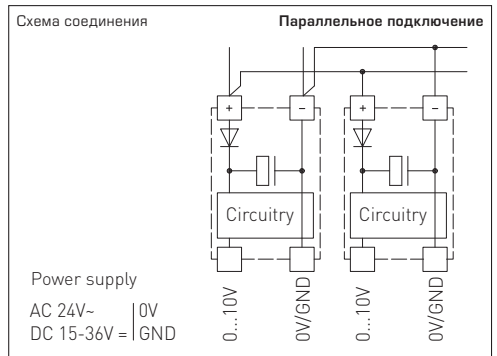 Схема соединения
Параллельное подключение
+ − + −
Circuitry Circuitry
Power supply
AC 24V~ 0V
DC 15-36V = GND
0...10V
0V/GND
0...10V
0V/GND